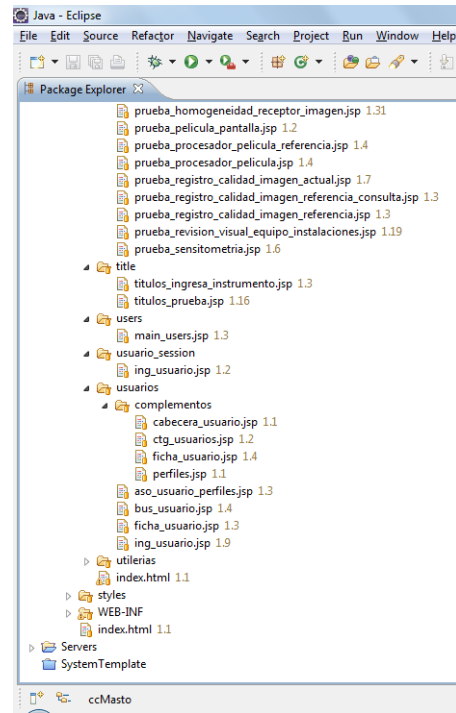 Java - Eclipse
File Edit Source Refactor Navigate Search Project Run Window Help
Package Explorer
prueba_homogeneidad_receptor_imagen.jsp 1.31
prueba_pelicula_pantalla.jsp 1.2
prueba_procesador_pelicula_referencia.jsp 1.4
prueba_procesador_pelicula.jsp 1.4
prueba_registro_calidad_imagen_actual.jsp 1.7
prueba_registro_calidad_imagen_referencia_consulta.jsp 1.3
prueba_registro_calidad_imagen_referencia.jsp 1.3
prueba_revision_visual_equipo_instalaciones.jsp 1.19
prueba_sensitometria.jsp 1.6
title
titulos_ingresa_instrumento.jsp 1.3
titulos_prueba.jsp 1.16
users
main_users.jsp 1.3
usuario_session
ing_usuario.jsp 1.2
usuarios
complementos
cabecera_usuario.jsp 1.1
ctg_usuarios.jsp 1.2
ficha_usuario.jsp 1.4
perfiles.jsp 1.1
aso_usuario_perfiles.jsp 1.3
bus_usuario.jsp 1.4
ficha_usuario.jsp 1.3
ing_usuario.jsp 1.9
utilerias
index.html 1.1
styles
WEB-INF
index.html 1.1
Servers
SystemTemplate
ccMasto